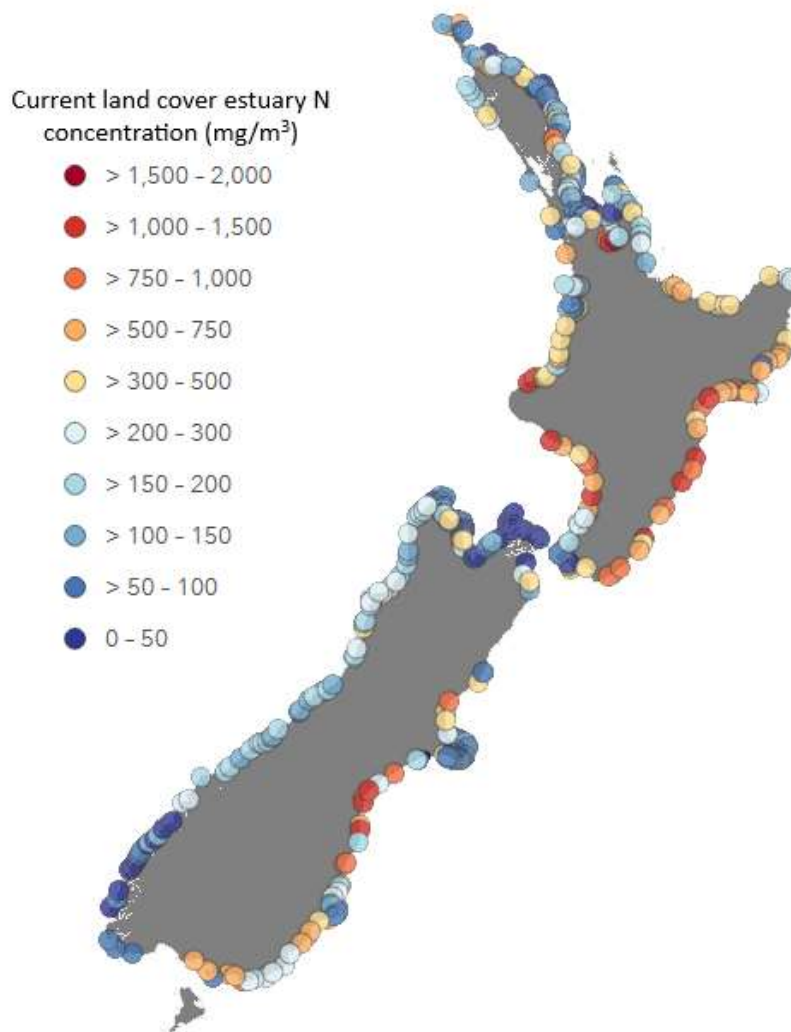 Current land cover estuary N
concentration (mg/m³)
> 1,500 - 2,000
> 1,000 - 1,500
> 750 - 1,000
> 500 - 750
> 300 - 500
> 200 - 300
> 150 - 200
> 100 - 150
> 50 - 100
0 - 50